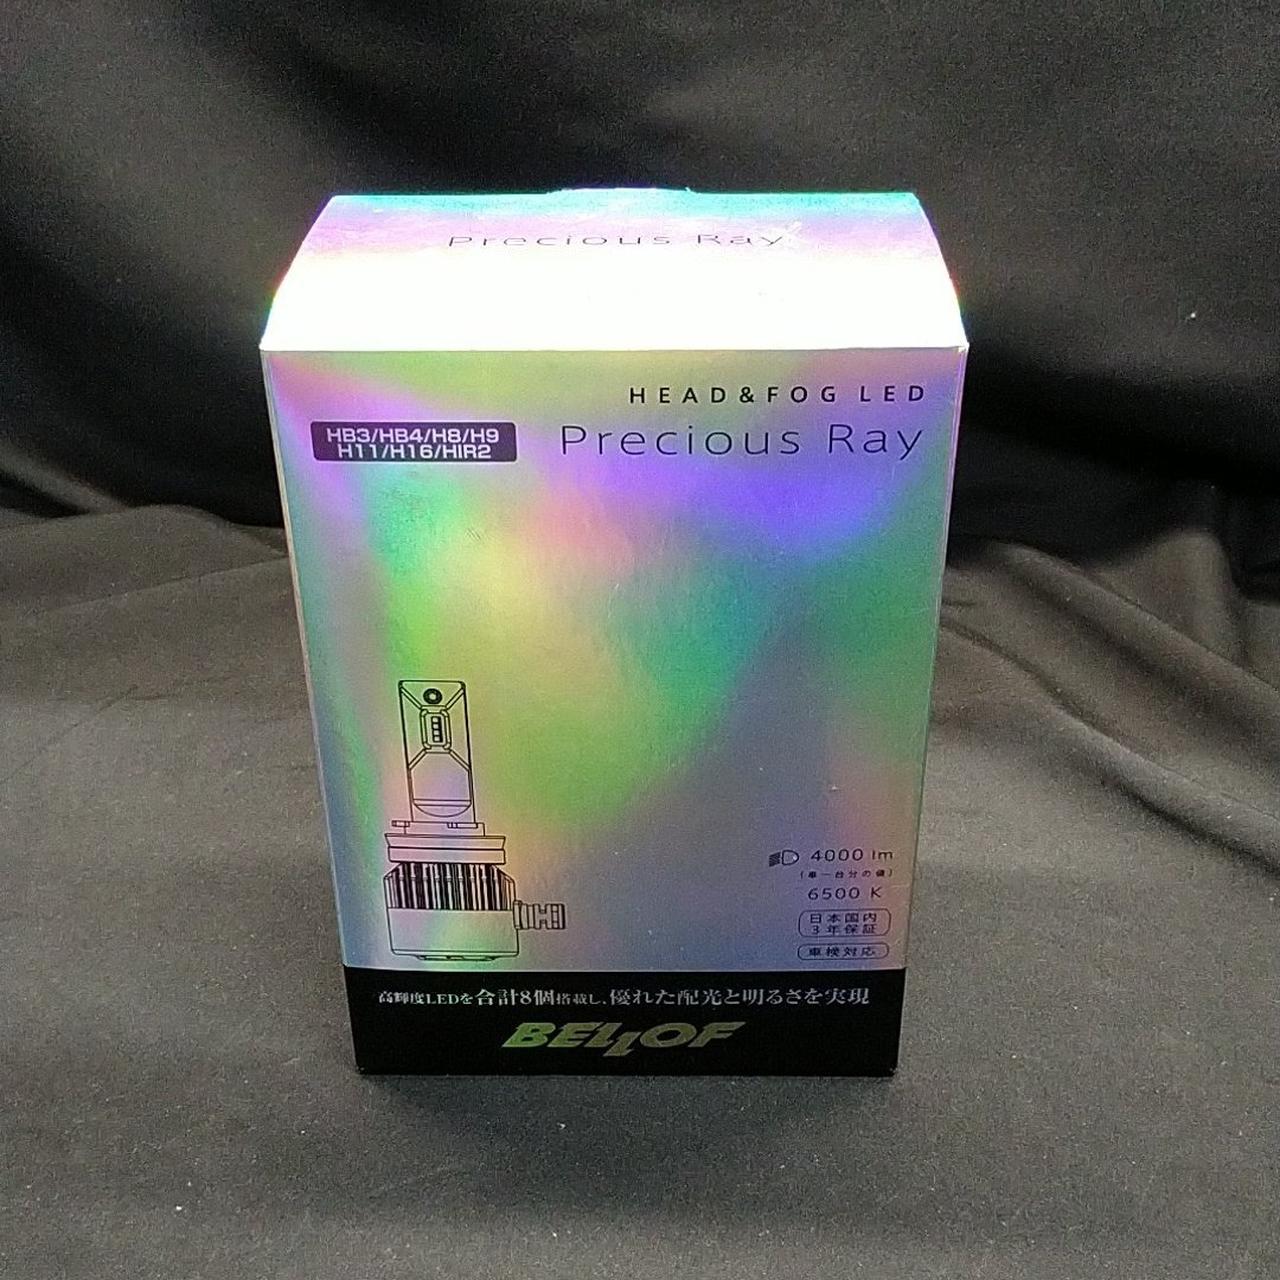 Precious Ray
HEAD&FOG LED
HB3/HB4/H8/H9
H11/H16/HIR2
Precious Ray
4000 lm
(車一台分の値)
6500 K
日本国内
3年保証
車検対応
高輝度LEDを合計8個搭載し、優れた配光と明るさを実現
BELLOF